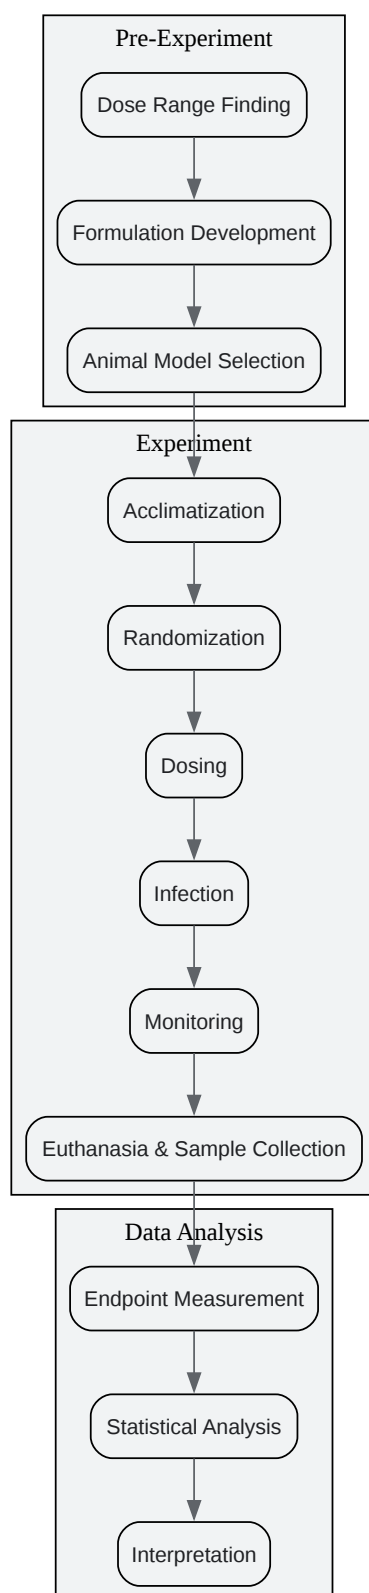 Pre-Experiment
Dose Range Finding
Formulation Development
Animal Model Selection
Experiment
Acclimatization
Randomization
Dosing
Infection
Monitoring
Euthanasia & Sample Collection
Data Analysis
Endpoint Measurement
Statistical Analysis
Interpretation